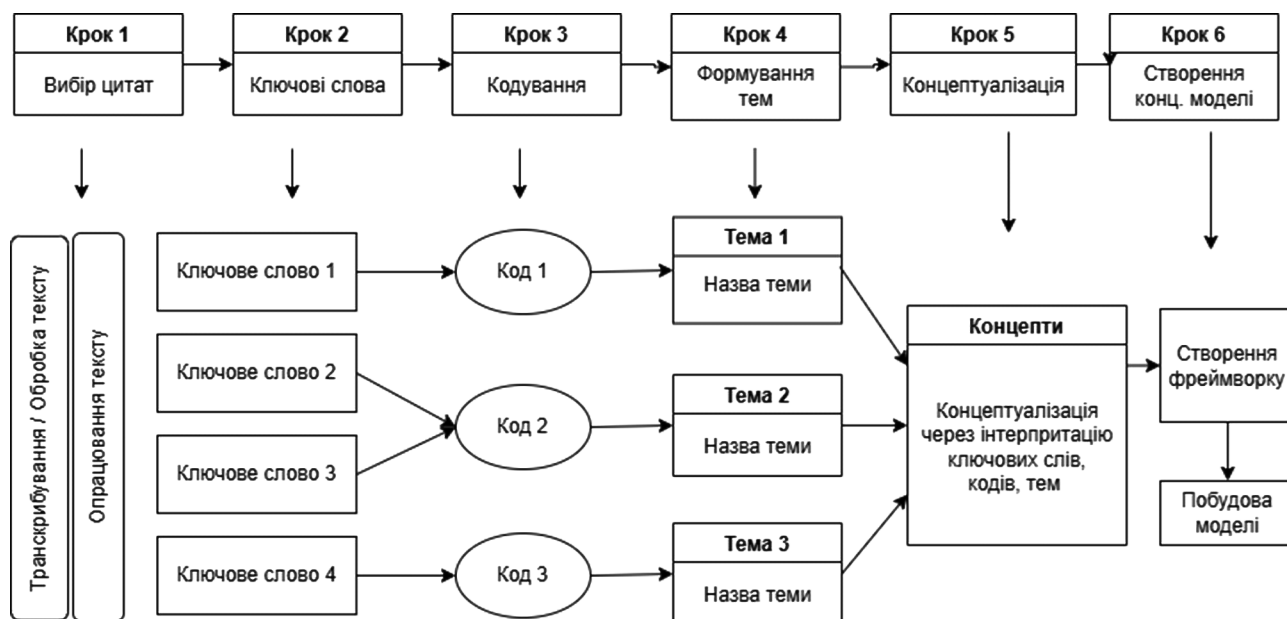 Крок 1
Вибір цитат
Крок 2
Ключові слова
Крок 3
Кодування
Крок 4
Формування
тем
Крок 5
Концептуалізація
Крок 6
Створення
конц. моделі
Транскрибування / Обробка тексту
Опрацювання тексту
Ключове слово 1
Ключове слово 2
Ключове слово 3
Ключове слово 4
Код 1
Код 2
Код 3
Тема 1
Назва теми
Тема 2
Назва теми
Тема 3
Назва теми
Концепти
Концептуалізація
через інтерпритацію
ключових слів,
кодів, тем
Створення
фреймворку
Побудова
моделі